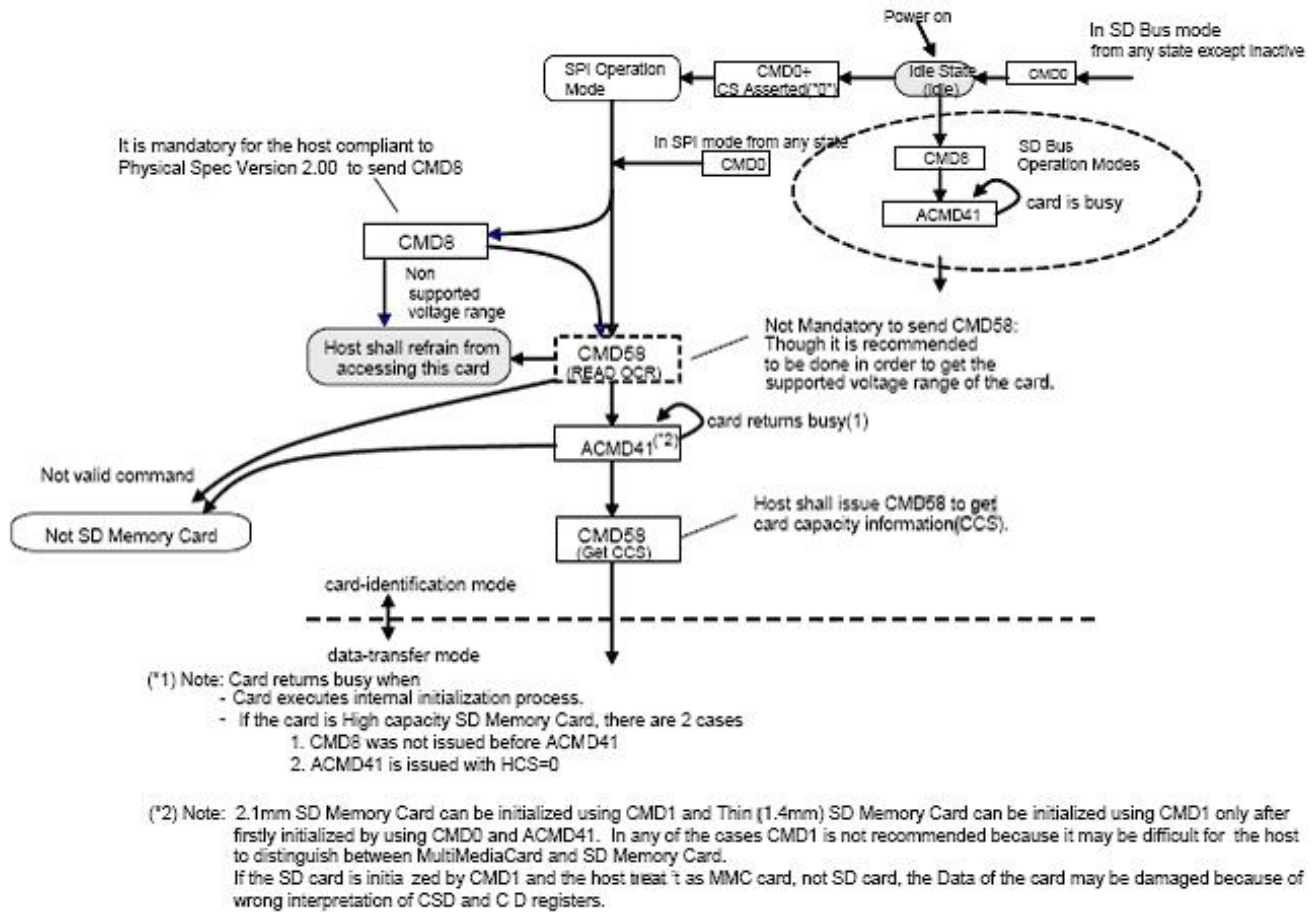 Power on
In SD Bus mode
from any state except inactive
SPI Operation
Mode
CMD0+
CS Asserted("0")
Idle State
(Idle)
CMD0
It is mandatory for the host compliant to
Physical Spec Version 2.00 to send CMD8
In SPI mode from any state
CMD0
SD Bus
Operation Modes
CMD8
ACMD41
card is busy
CMD8
Non
supported
voltage range
Host shall refrain from
accessing this card
CMD58
(READ OCR)
Not Mandatory to send CMD58:
Though it is recommended
to be done in order to get the
supported voltage range of the card.
card returns busy(1)
ACMD41(*2)
Not valid command
Not SD Memory Card
CMD58
(Get CCS)
Host shall issue CMD58 to get
card capacity information(CCS).
card-identification mode
data-transfer mode
(*1) Note: Card returns busy when
- Card executes internal initialization process.
- If the card is High capacity SD Memory Card, there are 2 cases
1. CMD8 was not issued before ACMD41
2. ACMD41 is issued with HCS=0
(*2) Note: 2.1mm SD Memory Card can be initialized using CMD1 and Thin (1.4mm) SD Memory Card can be initialized using CMD1 only after
firstly initialized by using CMD0 and ACMD41. In any of the cases CMD1 is not recommended because it may be difficult for the host
to distinguish between MultiMediaCard and SD Memory Card.
If the SD card is initia zed by CMD1 and the host treat 't as MMC card, not SD card, the Data of the card may be damaged because of
wrong interpretation of CSD and C D registers.